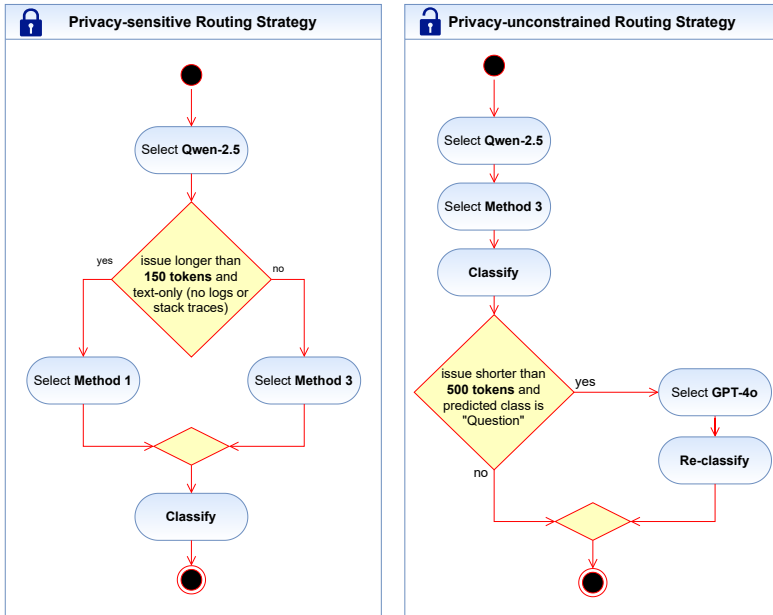 Privacy-sensitive Routing Strategy
Select Qwen-2.5
issue longer than
150 tokens and
text-only (no logs or
stack traces)
yes
no
Select Method 1
Select Method 3
Classify
Privacy-unconstrained Routing Strategy
Select Qwen-2.5
Select Method 3
Classify
issue shorter than
500 tokens and
predicted class is
"Question"
yes
no
Select GPT-4o
Re-classify